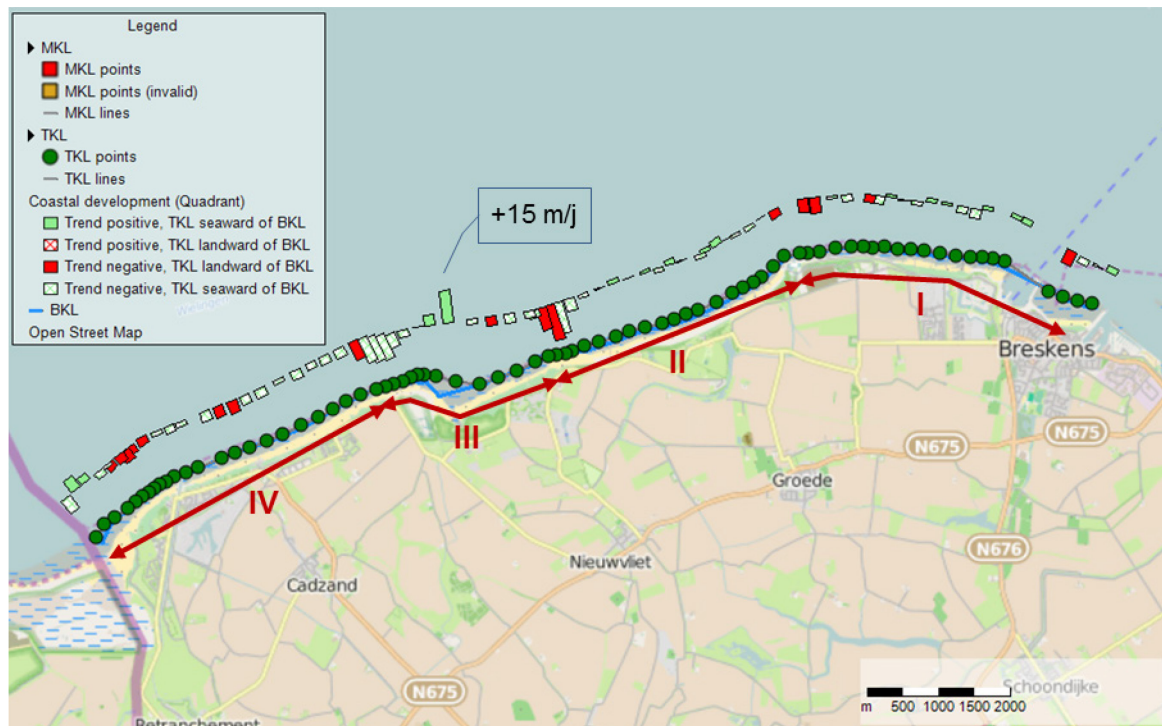 Legend
MKL
MKL points
MKL points (invalid)
MKL lines
TKL
TKL points
TKL lines
Coastal development (Quadrant)
Trend positive, TKL seaward of BKL
Trend positive, TKL landward of BKL
Trend negative, TKL landward of BKL
Trend negative, TKL seaward of BKL
BKL
Open Street Map
+15 m/j
I
Breskens
II
III
N675
N675
IV
Groede
N676
Nieuwvliet
Cadzand
N675
Schoondijke
m 500 1000 1500 2000
Retranchement